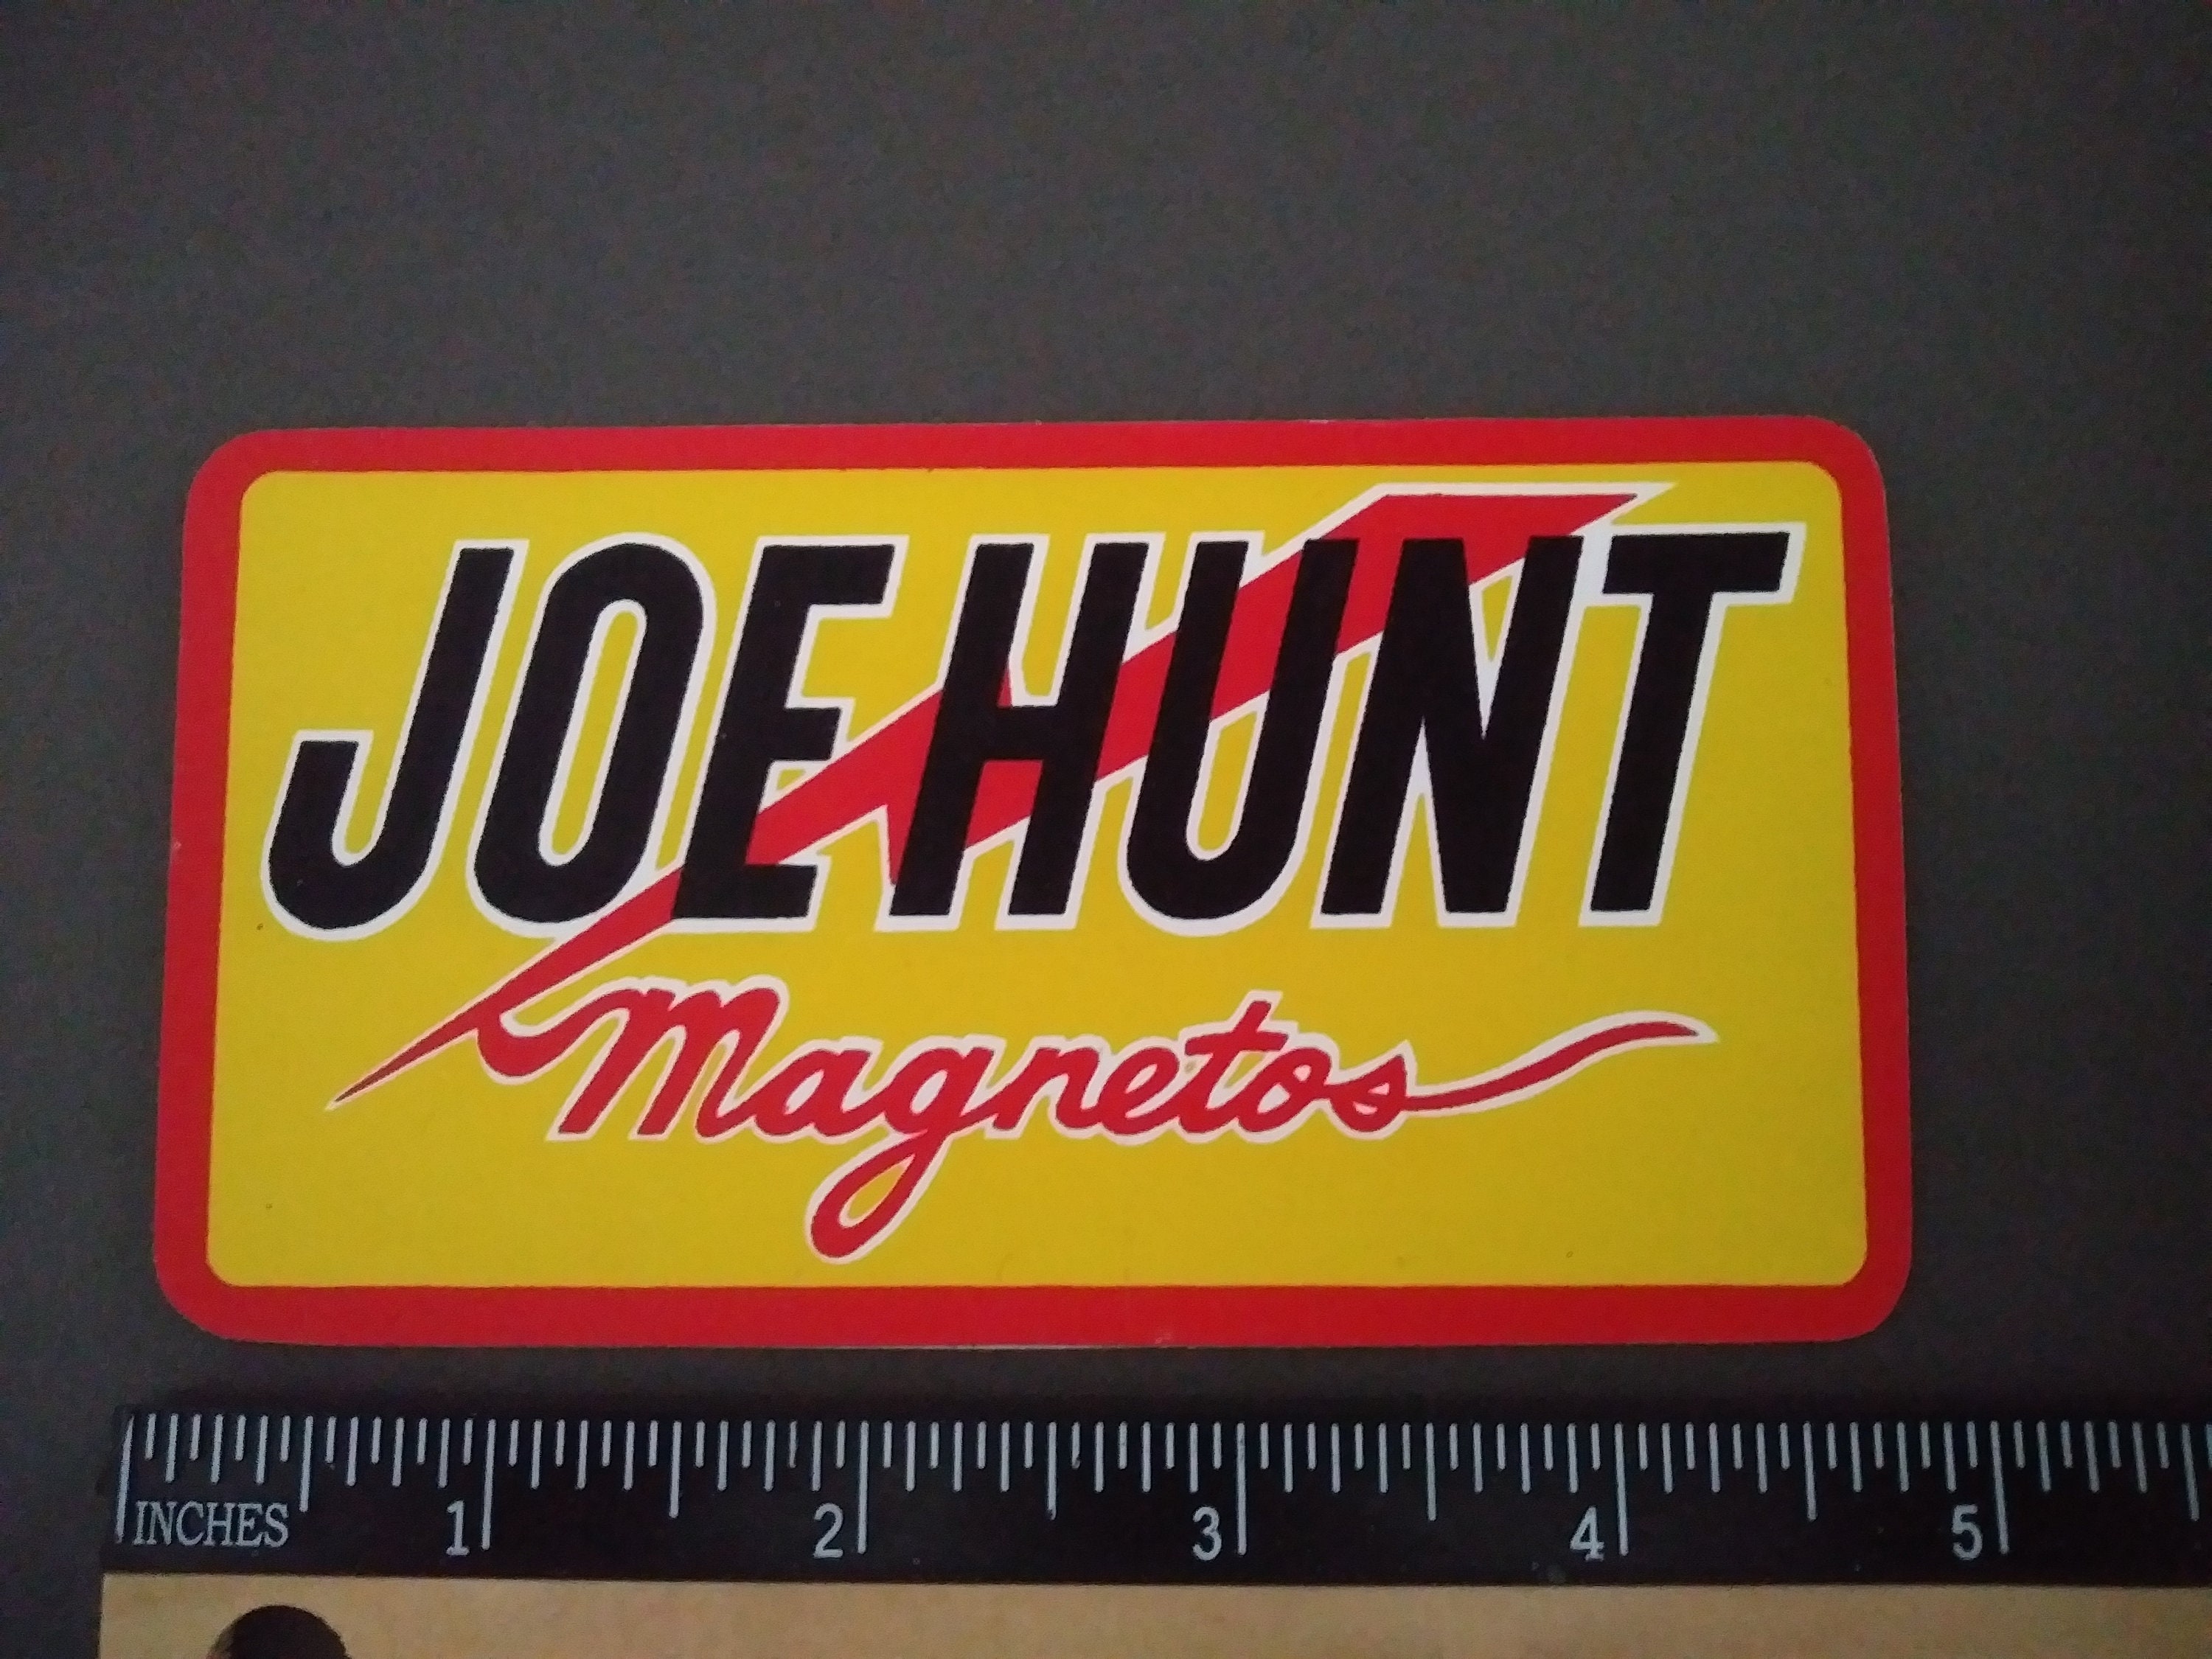 JOE HUNT
Magnetos
INCHES 1 2 3 4 5